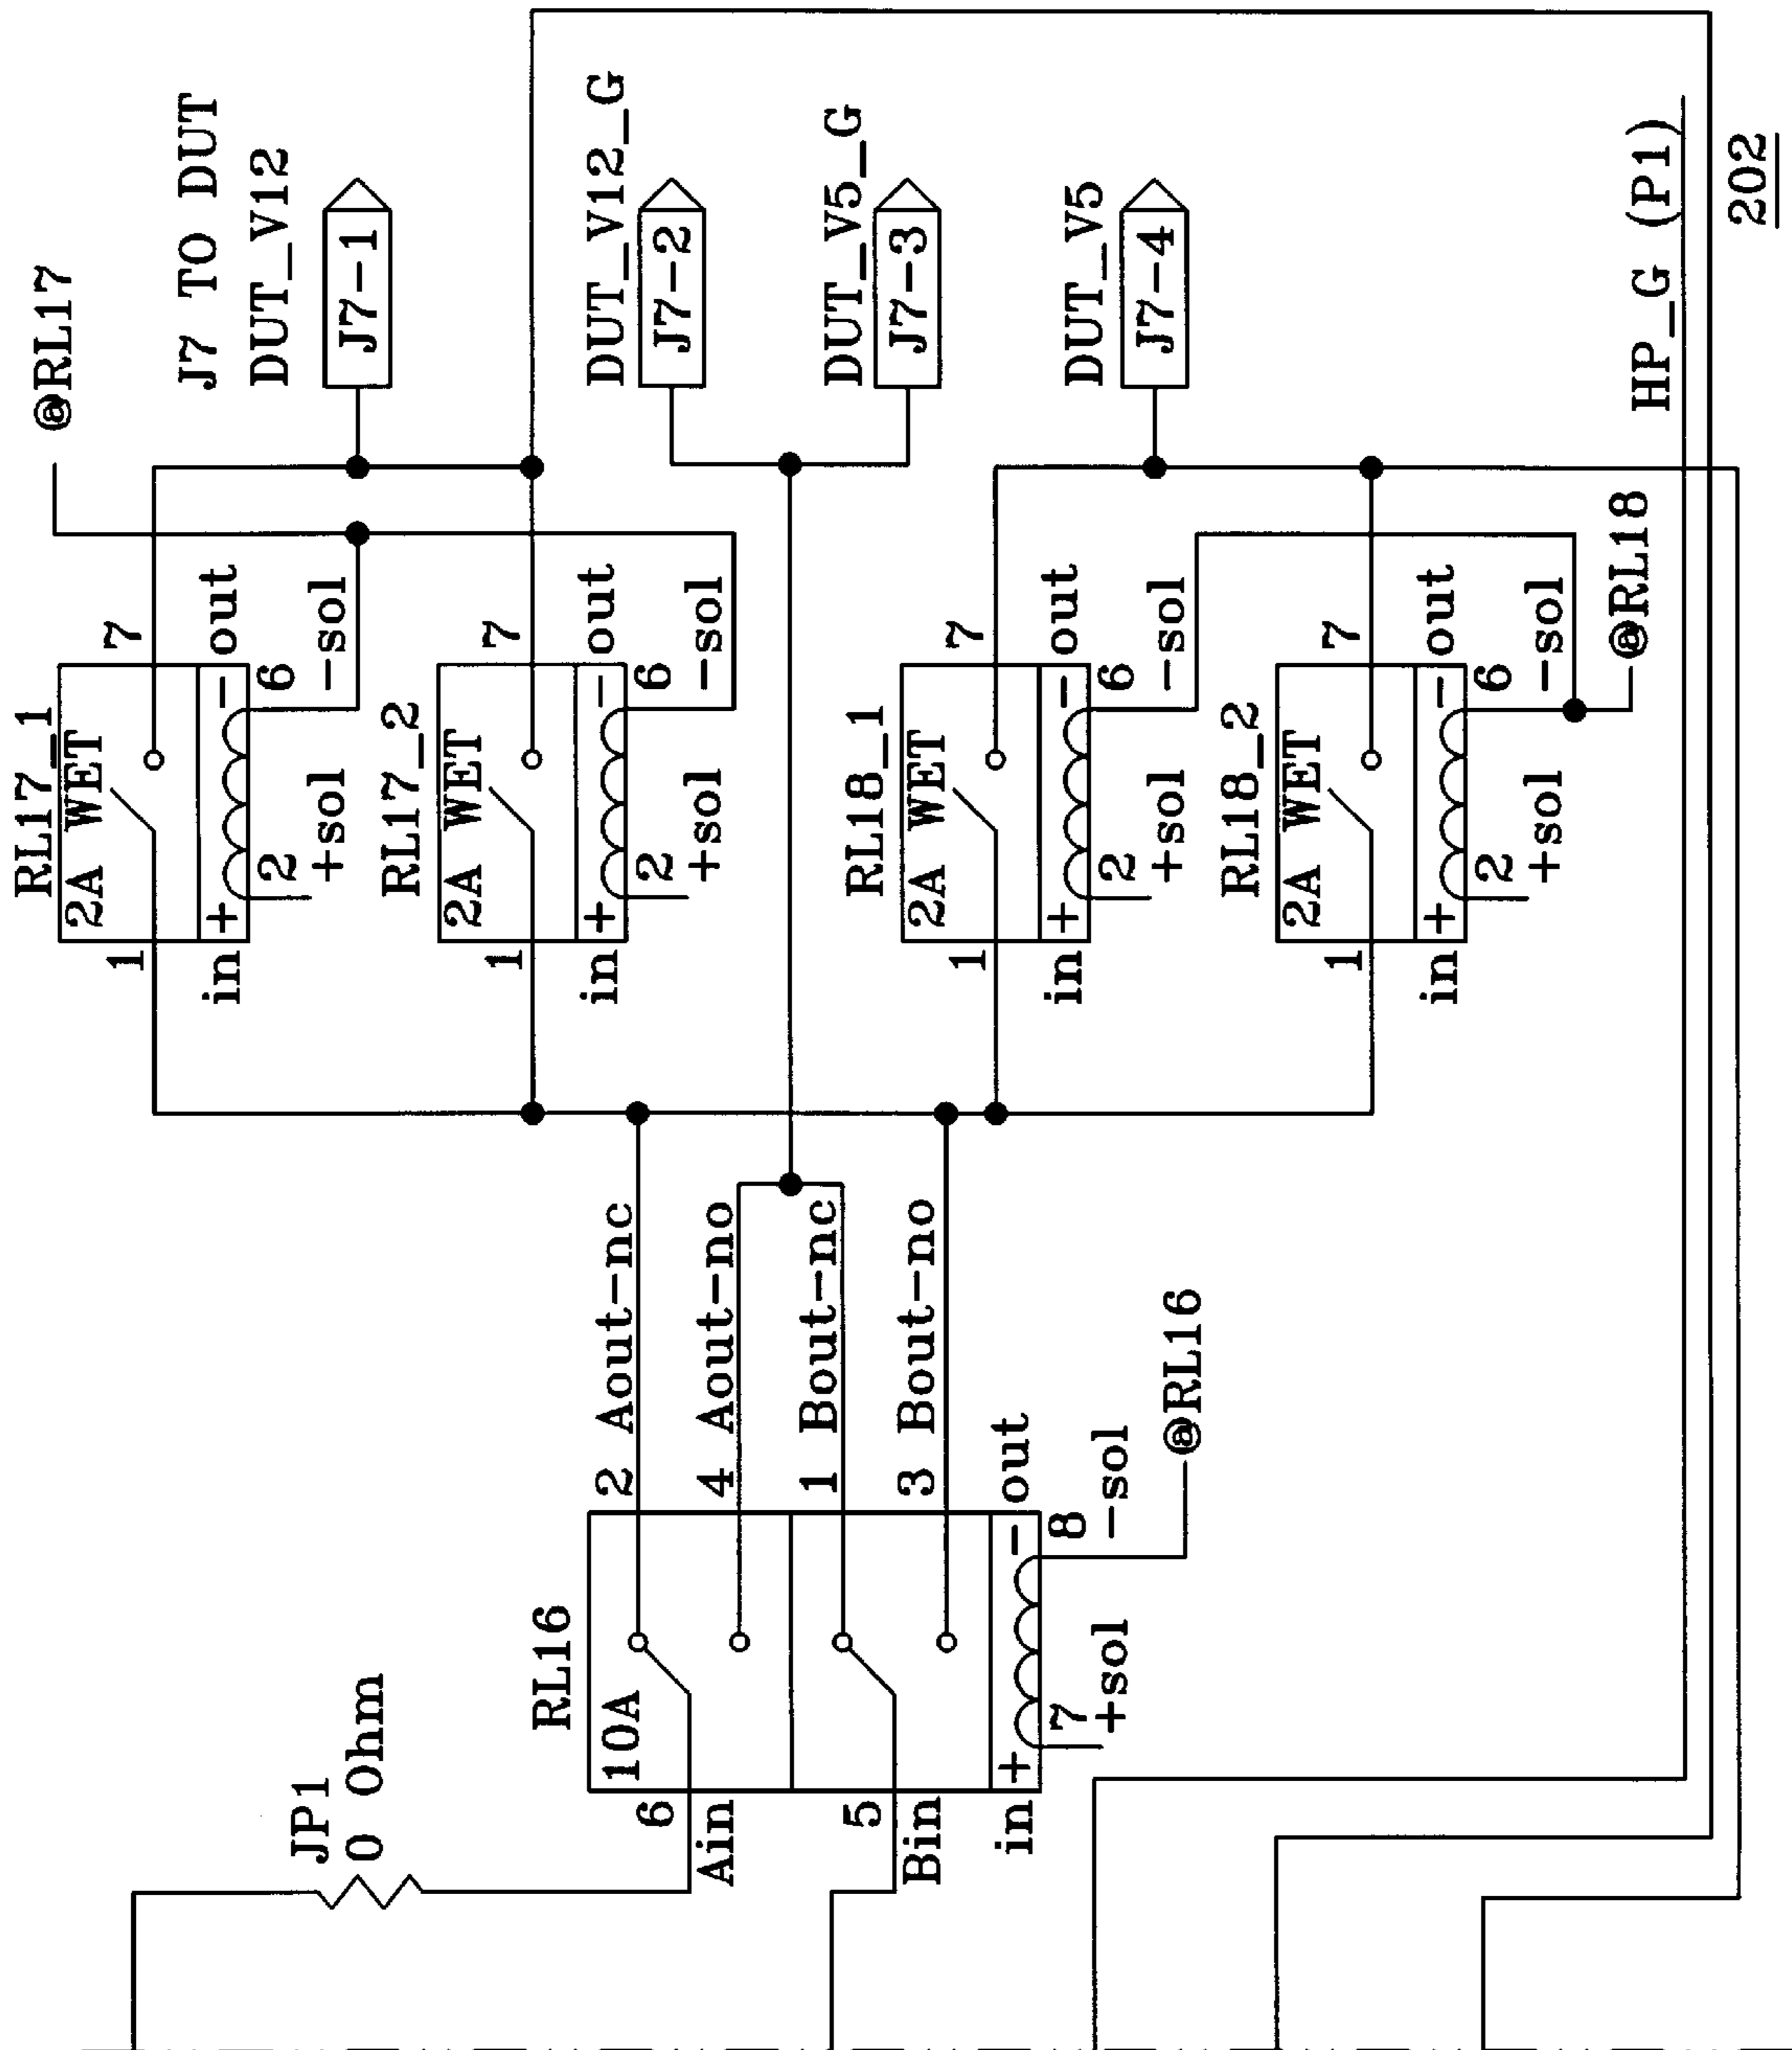 @RL17
J7 TO DUT
DUT_V12
J7-1
DUT_V12_G
J7-2
DUT_V5_G
J7-3
DUT_V5
J7-4
HP_G (P1)
202
RL17_1
2A WET
1
7
in
+
-
out
2
6
+sol
-sol
RL17_2
2A WET
1
7
in
+
-
out
2
6
+sol
-sol
RL18_1
2A WET
1
7
in
+
-
out
2
6
+sol
-sol
RL18_2
2A WET
1
7
in
+
-
out
2
6
+sol
-sol
@RL18
JP1
0 Ohm
RL16
10A
2 Aout-nc
6
Ain
4 Aout-no
1 Bout-nc
5
Bin
3 Bout-no
in
+
-
out
7
8
+sol
-sol
@RL16